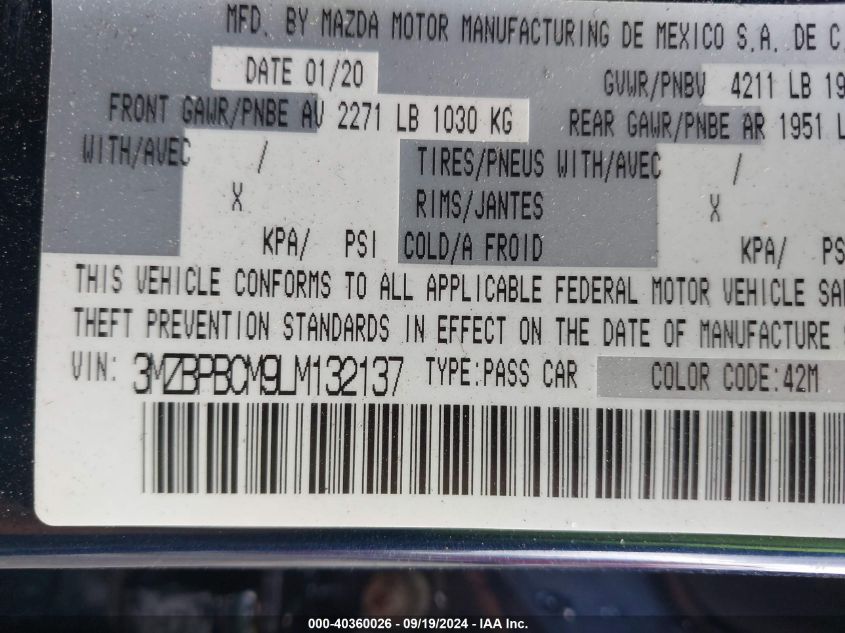 MFD. BY MAZDA MOTOR MANUFACTURING DE MEXICO S.A. DE C.
DATE 01/20 GVWR/PNBV 4211 LB 19
FRONT GAWR/PNBE AV 2271 LB 1030 KG REAR GAWR/PNBE AR 1951 L
WITH/AVEC / TIRES/PNEUS WITH/AVEC /
X RIMS/JANTES X
KPA/ PSI COLD/A FROID KPA/ PS
THIS VEHICLE CONFORMS TO ALL APPLICABLE FEDERAL MOTOR VEHICLE SA
THEFT PREVENTION STANDARDS IN EFFECT ON THE DATE OF MANUFACTURE
VIN: 3MZBPBCM9LM132137 TYPE:PASS CAR COLOR CODE:42M
000-40360026 - 09/19/2024 - IAA Inc.